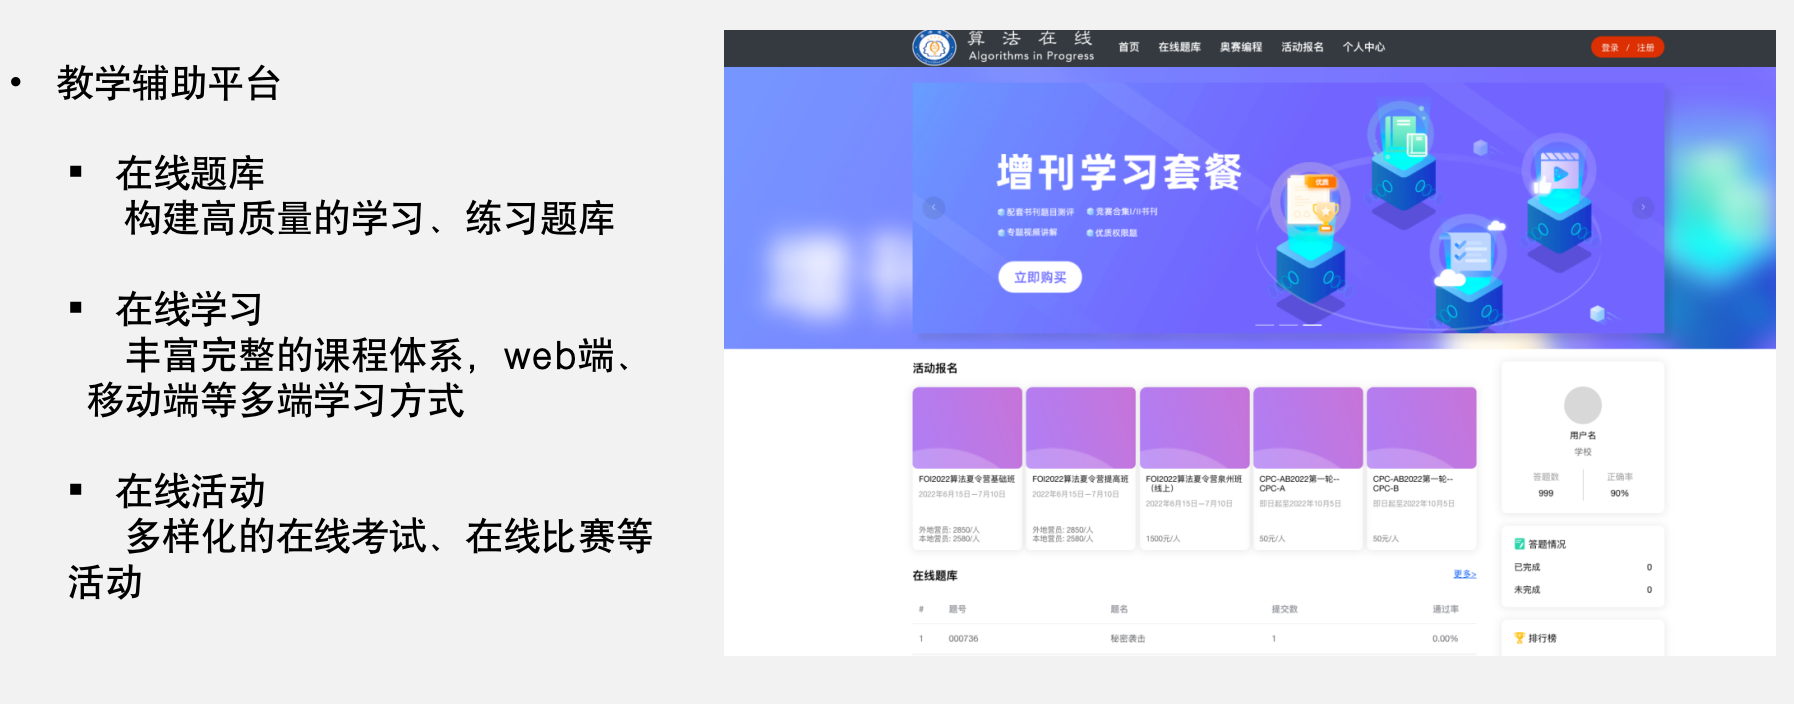 • 教学辅助平台
▪ 在线题库
构建高质量的学习、练习题库
▪ 在线学习
丰富完整的课程体系，web端、
移动端等多端学习方式
▪ 在线活动
多样化的在线考试、在线比赛等
活动
算法在线
Algorithms in Progress
首页 在线题库 奥赛编程 活动报名 个人中心
登录 / 注册
增刊学习套餐
配套书刊题目测评 竞赛合集I/II书刊
专题视频讲解 优质权限题
立即购买
优质
活动报名
FOI2022算法夏令营基础班
2022年6月15日—7月10日
外地营员: 2850/人
本地营员: 2580/人
FOI2022算法夏令营提高班
2022年6月15日—7月10日
外地营员: 2850/人
本地营员: 2580/人
FOI2022算法夏令营泉州班
（线上）
2022年6月15日—7月10日
1500元/人
CPC-AB2022第一轮--
CPC-A
即日起至2022年10月5日
50元/人
CPC-AB2022第一轮--
CPC-B
即日起至2022年10月5日
50元/人
在线题库 更多>
# 题号 题名 提交数 通过率
1 000736 秘密袭击 1 0.00%
用户名
学校
答题数 正确率
999 90%
答题情况
已完成 0
未完成 0
排行榜